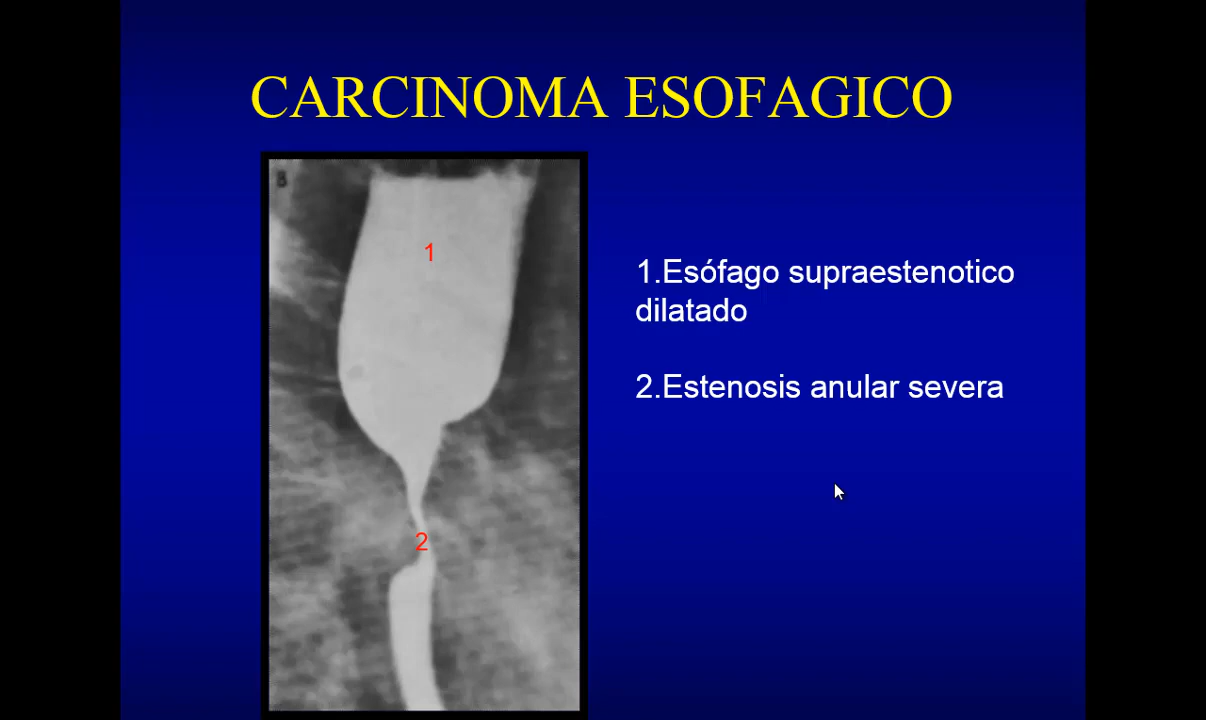 CARCINOMA ESOFAGICO
B
1
1.Esófago supraestenotico
dilatado
2.Estenosis anular severa
2